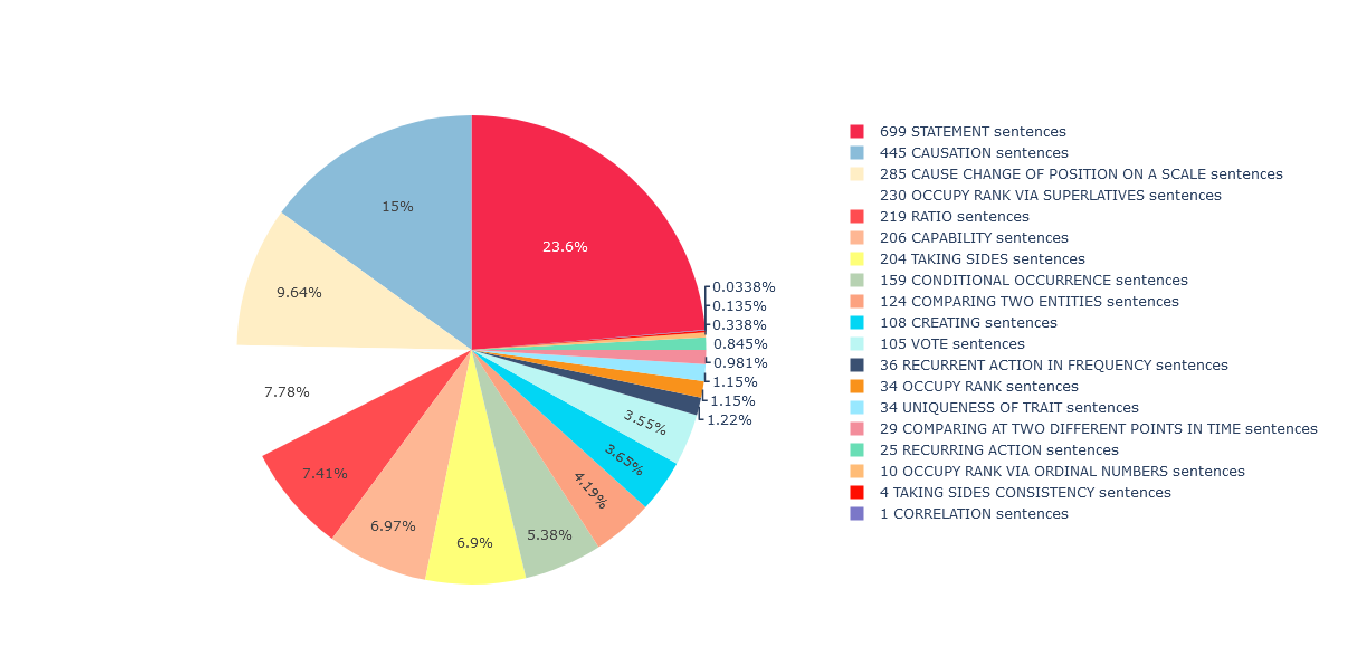 15%
23.6%
9.64%
7.78%
7.41%
6.97%
6.9%
5.38%
4.19%
3.65%
3.55%
0.0338%
0.135%
0.338%
0.845%
0.981%
1.15%
1.15%
1.22%
699 STATEMENT sentences
445 CAUSATION sentences
285 CAUSE CHANGE OF POSITION ON A SCALE sentences
230 OCCUPY RANK VIA SUPERLATIVES sentences
219 RATIO sentences
206 CAPABILITY sentences
204 TAKING SIDES sentences
159 CONDITIONAL OCCURRENCE sentences
124 COMPARING TWO ENTITIES sentences
108 CREATING sentences
105 VOTE sentences
36 RECURRENT ACTION IN FREQUENCY sentences
34 OCCUPY RANK sentences
34 UNIQUENESS OF TRAIT sentences
29 COMPARING AT TWO DIFFERENT POINTS IN TIME sentences
25 RECURRING ACTION sentences
10 OCCUPY RANK VIA ORDINAL NUMBERS sentences
4 TAKING SIDES CONSISTENCY sentences
1 CORRELATION sentences